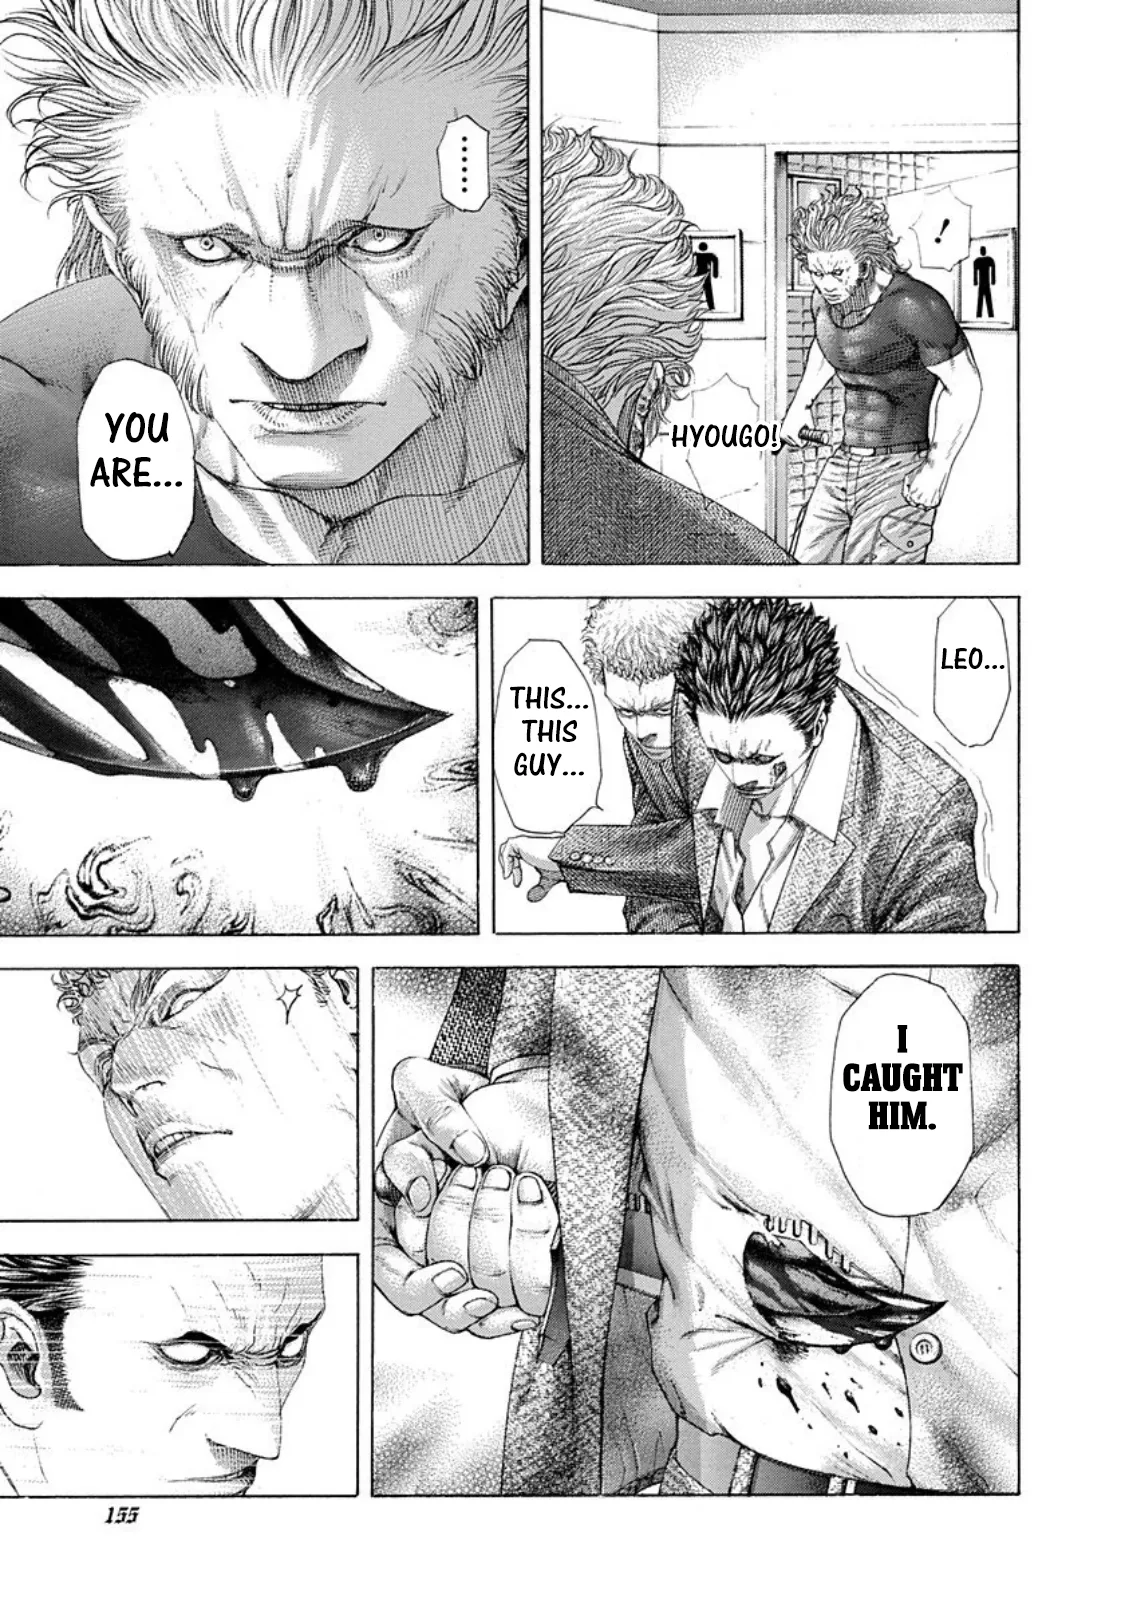 !
HYOUGO!
.......
YOU
ARE...
LEO...
THIS...
THIS
GUY...
I
CAUGHT
HIM.
155